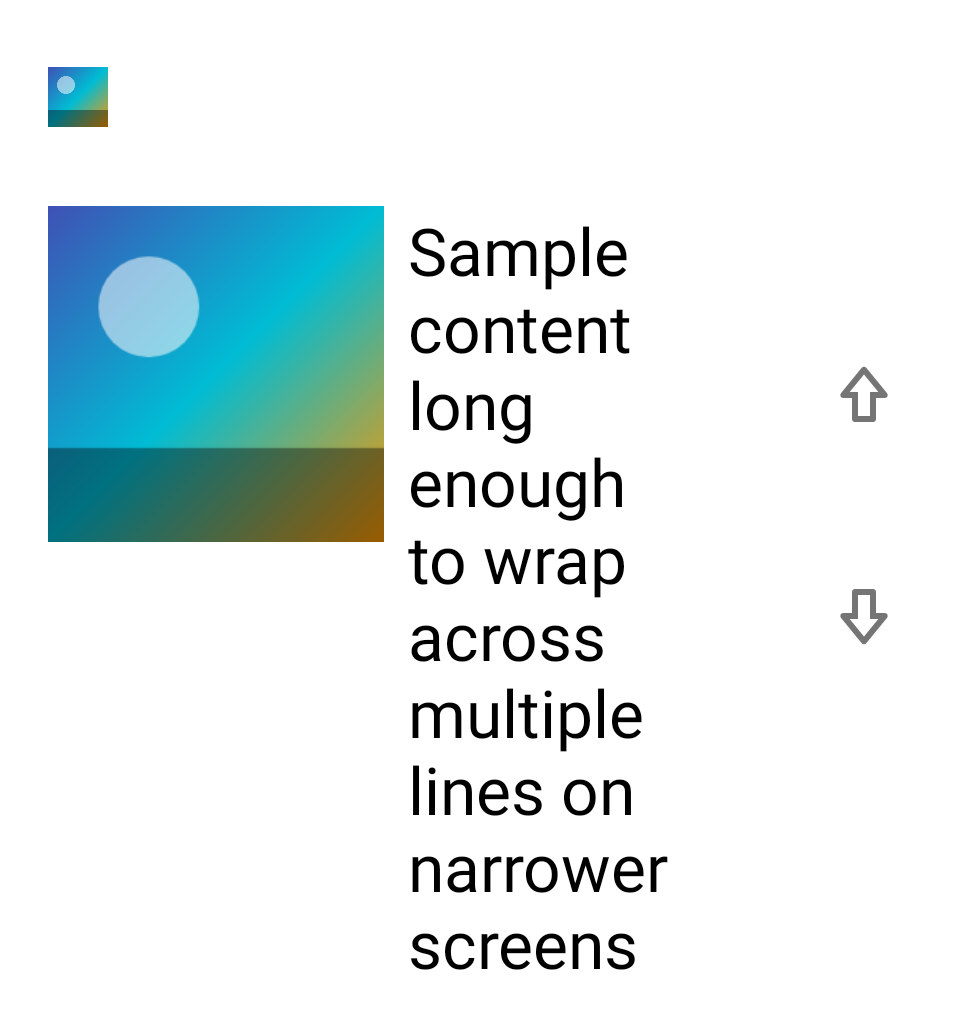 Sample
content
long
enough
to wrap
across
multiple
lines on
narrower
screens